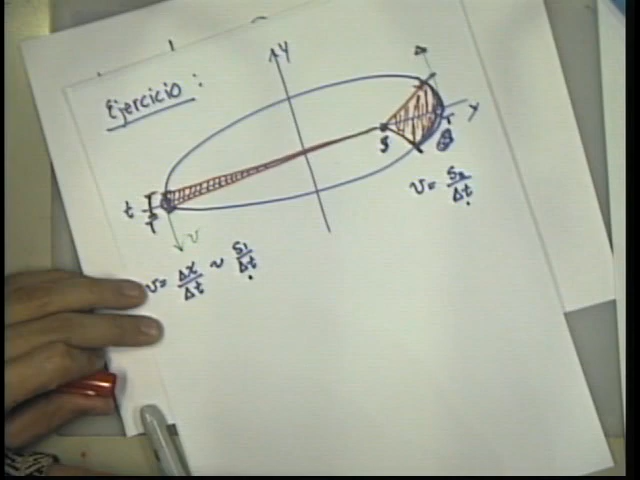 Ejercicio:
Y
S
t
v
v = Δx/Δt ~ S1/Δt
v = S2/Δt